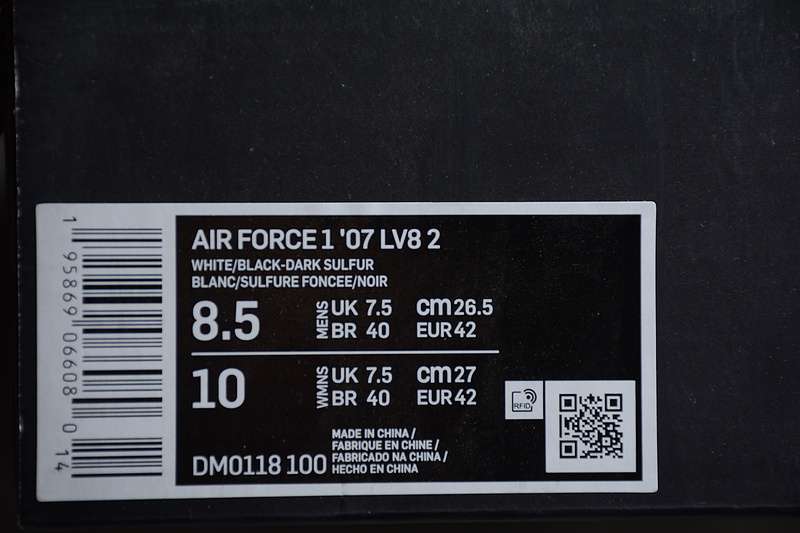 1 95869 06608 0 14
AIR FORCE 1 '07 LV8 2
WHITE/BLACK-DARK SULFUR
BLANC/SULFURE FONCEE/NOIR
8.5 MENS UK 7.5 cm 26.5
BR 40 EUR 42
10 WMNS UK 7.5 cm 27
BR 40 EUR 42
RFID
MADE IN CHINA /
FABRIQUE EN CHINE /
FABRICADO NA CHINA /
HECHO EN CHINA
DM0118 100